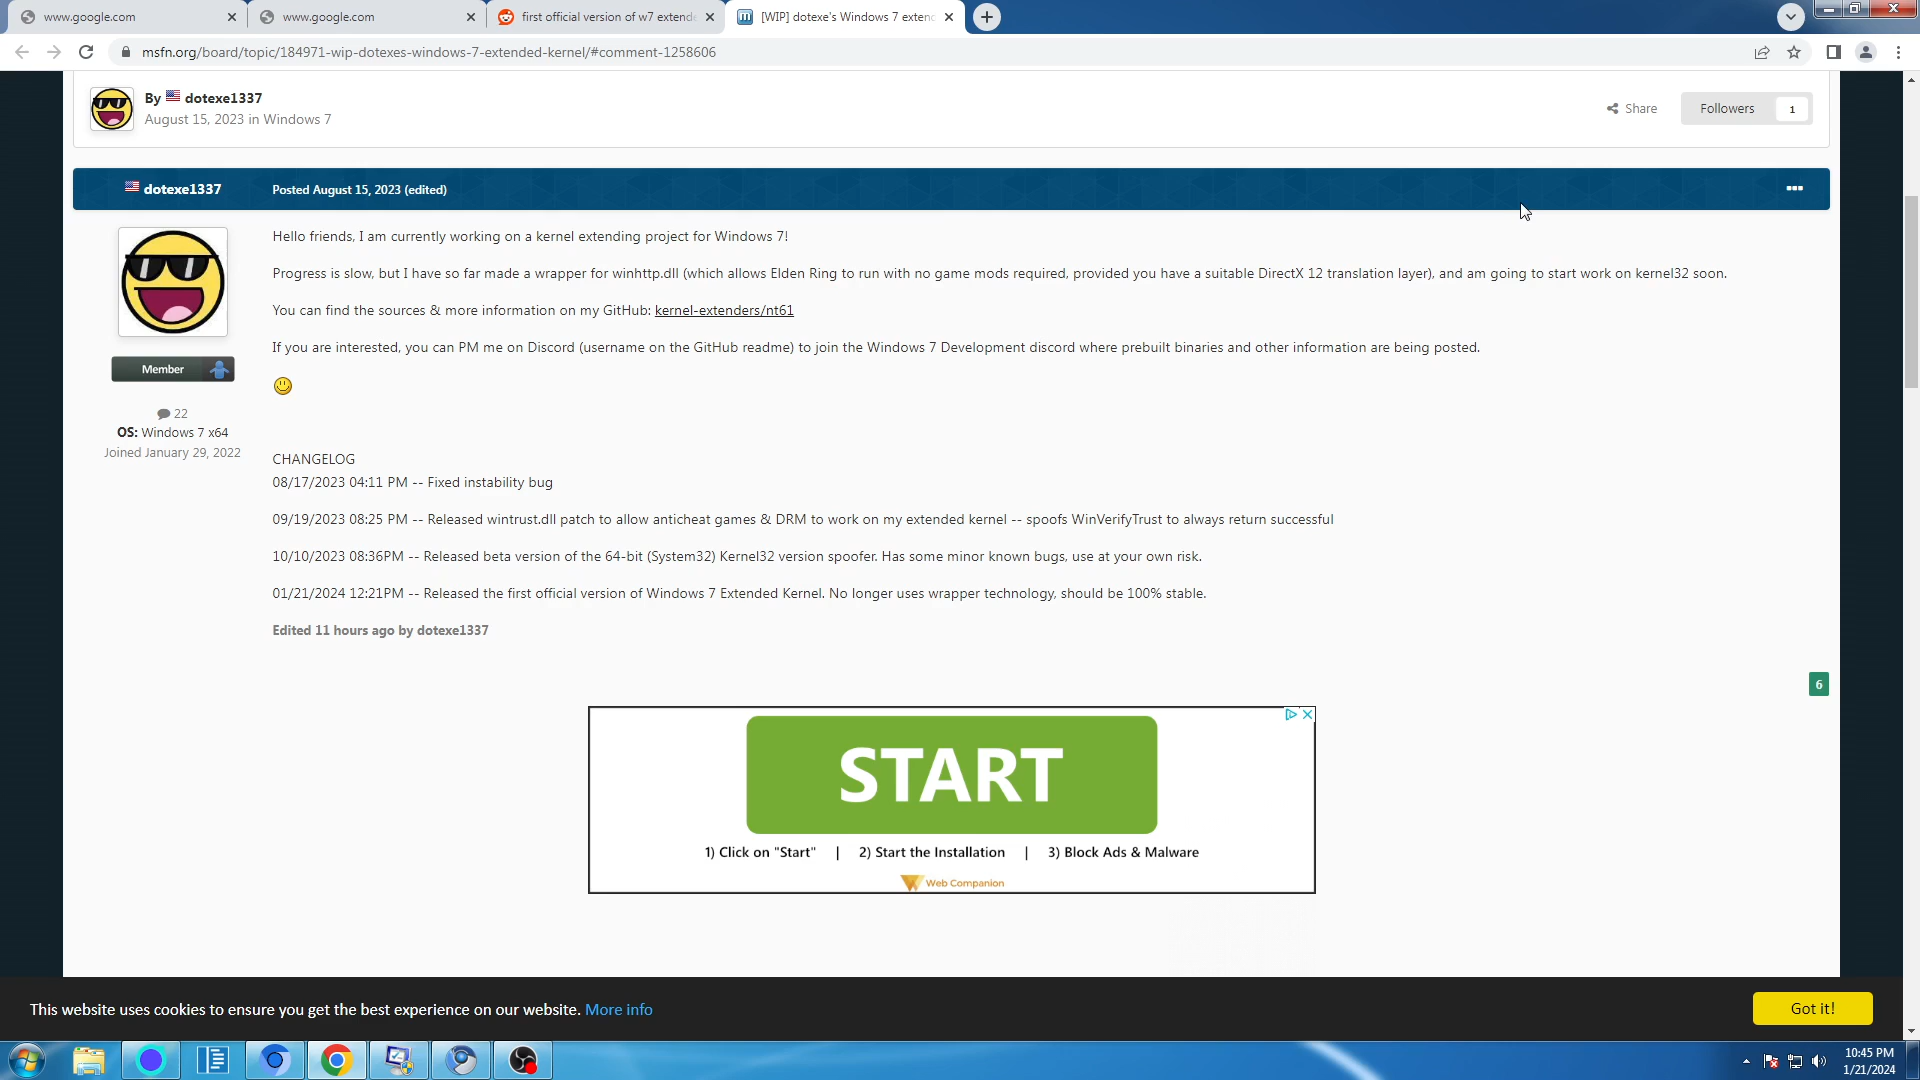 www.google.com
www.google.com
first official version of w7 extende
[WIP] dotexe's Windows 7 extend
msfn.org/board/topic/184971-wip-dotexes-windows-7-extended-kernel/#comment-1258606
By dotexe1337
August 15, 2023 in Windows 7
Share
Followers 1
dotexe1337
Posted August 15, 2023 (edited)
Hello friends, I am currently working on a kernel extending project for Windows 7!
Progress is slow, but I have so far made a wrapper for winhttp.dll (which allows Elden Ring to run with no game mods required, provided you have a suitable DirectX 12 translation layer), and am going to start work on kernel32 soon.
You can find the sources & more information on my GitHub: kernel-extenders/nt61
If you are interested, you can PM me on Discord (username on the GitHub readme) to join the Windows 7 Development discord where prebuilt binaries and other information are being posted.
Member
22
OS: Windows 7 x64
Joined January 29, 2022
CHANGELOG
08/17/2023 04:11 PM -- Fixed instability bug
09/19/2023 08:25 PM -- Released wintrust.dll patch to allow anticheat games & DRM to work on my extended kernel -- spoofs WinVerifyTrust to always return successful
10/10/2023 08:36PM -- Released beta version of the 64-bit (System32) Kernel32 version spoofer. Has some minor known bugs, use at your own risk.
01/21/2024 12:21PM -- Released the first official version of Windows 7 Extended Kernel. No longer uses wrapper technology, should be 100% stable.
Edited 11 hours ago by dotexe1337
6
START
1) Click on "Start" | 2) Start the Installation | 3) Block Ads & Malware
Web Companion
This website uses cookies to ensure you get the best experience on our website. More info
Got it!
10:45 PM
1/21/2024